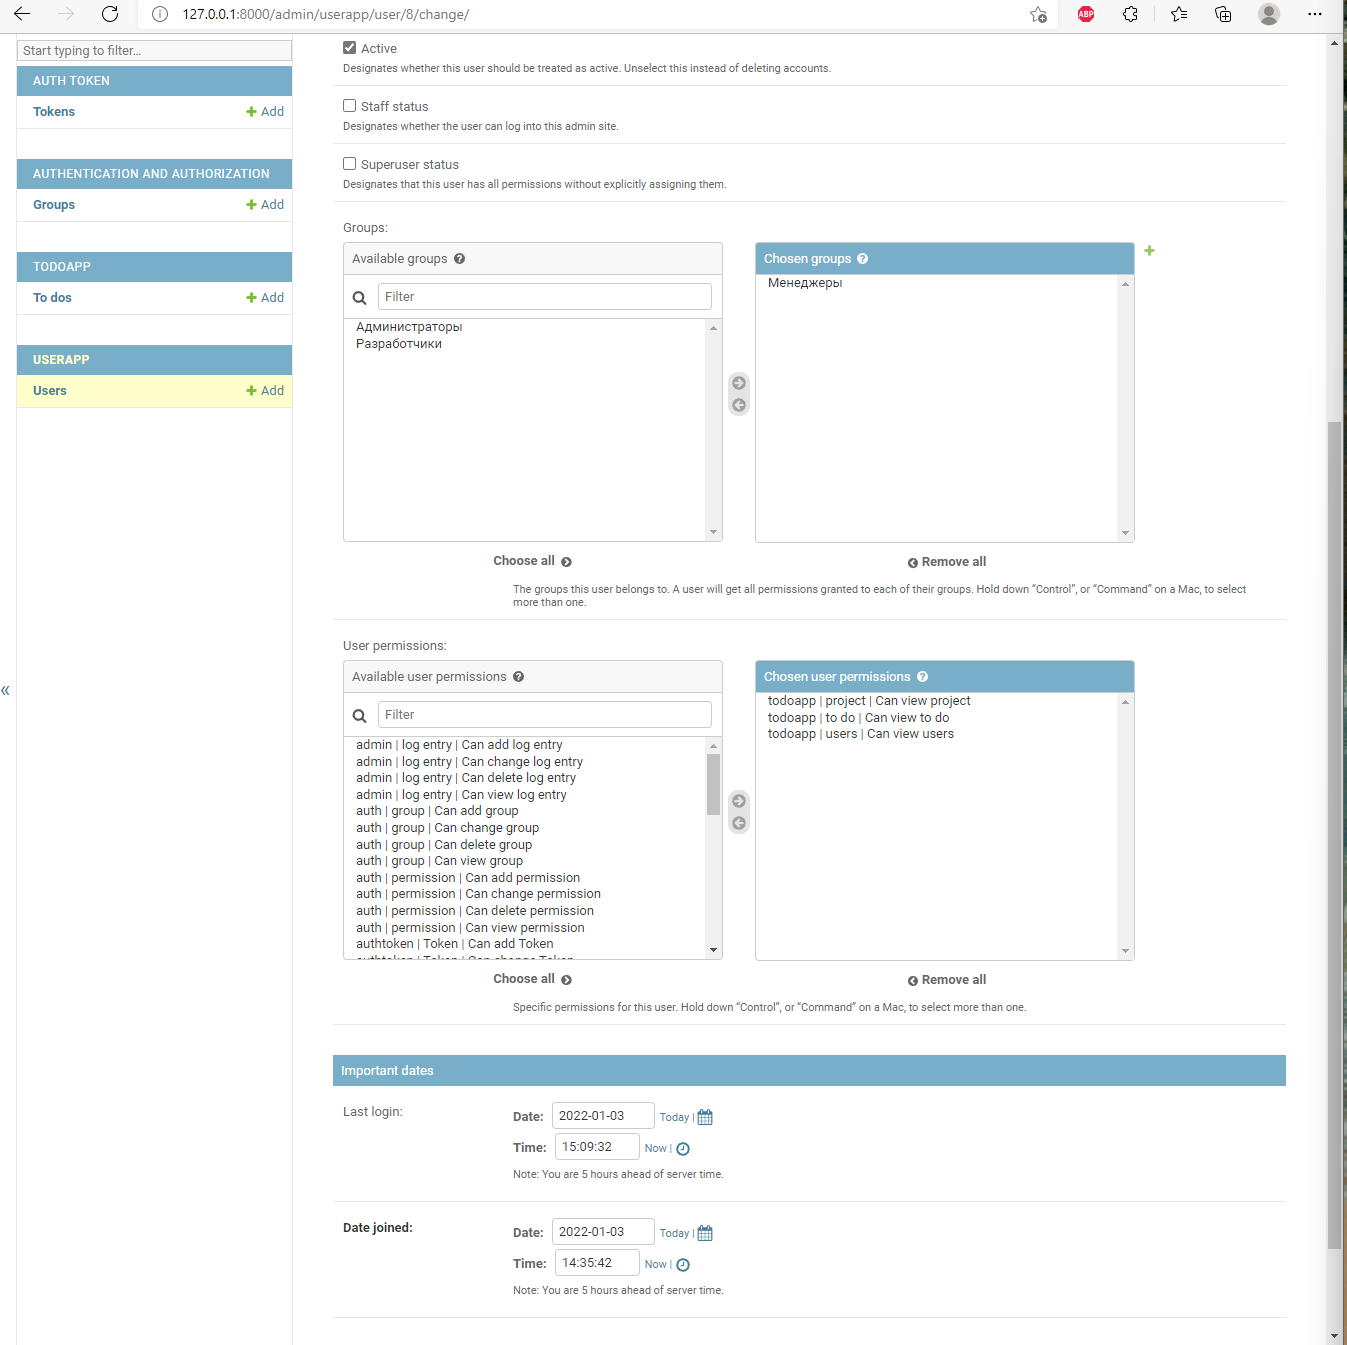 127.0.0.1:8000/admin/userapp/user/8/change/
ABP
Start typing to filter...
AUTH TOKEN
Tokens
Add
AUTHENTICATION AND AUTHORIZATION
Groups
Add
TODOAPP
To dos
Add
USERAPP
Users
Add
«
Active
Designates whether this user should be treated as active. Unselect this instead of deleting accounts.
Staff status
Designates whether the user can log into this admin site.
Superuser status
Designates that this user has all permissions without explicitly assigning them.
Groups:
Available groups
Filter
Администраторы
Разработчики
Choose all
Chosen groups
Менеджеры
Remove all
The groups this user belongs to. A user will get all permissions granted to each of their groups. Hold down “Control”, or “Command” on a Mac, to select
more than one.
User permissions:
Available user permissions
Filter
admin | log entry | Can add log entry
admin | log entry | Can change log entry
admin | log entry | Can delete log entry
admin | log entry | Can view log entry
auth | group | Can add group
auth | group | Can change group
auth | group | Can delete group
auth | group | Can view group
auth | permission | Can add permission
auth | permission | Can change permission
auth | permission | Can delete permission
auth | permission | Can view permission
authtoken | Token | Can add Token
authtoken | Token | Can change Token
Choose all
Chosen user permissions
todoapp | project | Can view project
todoapp | to do | Can view to do
todoapp | users | Can view users
Remove all
Specific permissions for this user. Hold down “Control”, or “Command” on a Mac, to select more than one.
Important dates
Last login:
Date: 2022-01-03 Today |
Time: 15:09:32 Now |
Note: You are 5 hours ahead of server time.
Date joined:
Date: 2022-01-03 Today |
Time: 14:35:42 Now |
Note: You are 5 hours ahead of server time.